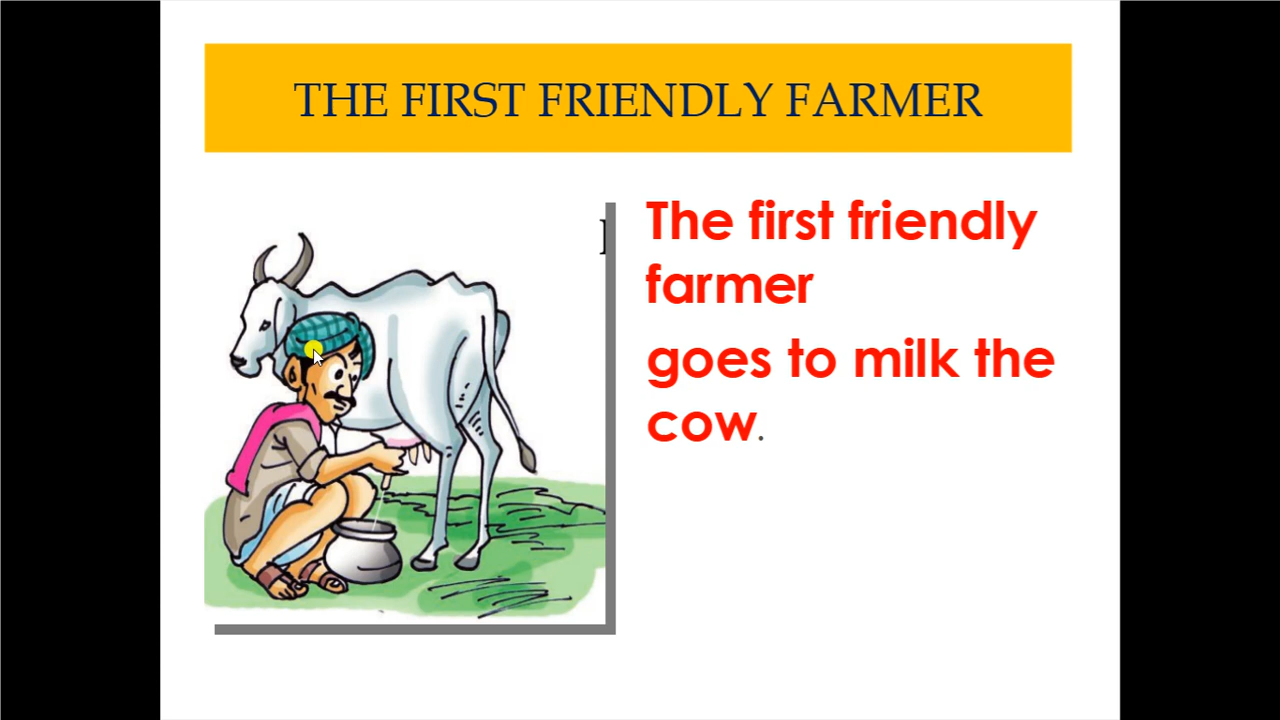 THE FIRST FRIENDLY FARMER
The first friendly
farmer
goes to milk the
cow.